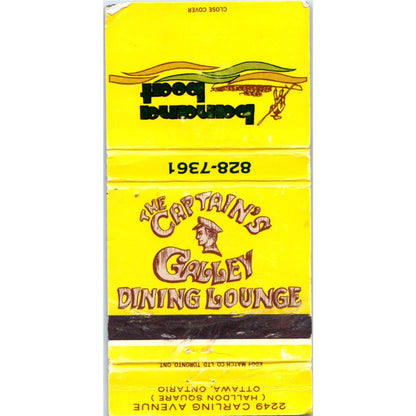 CLOSE COVER
banana
boat
828-7361
THE
CAPTAIN'S
GALLEY
DINING LOUNGE
EDDY MATCH CO. LTD. TORONTO, ONT.
2249 CARLING AVENUE
( HALLDON SQUARE )
OTTAWA, ONTARIO